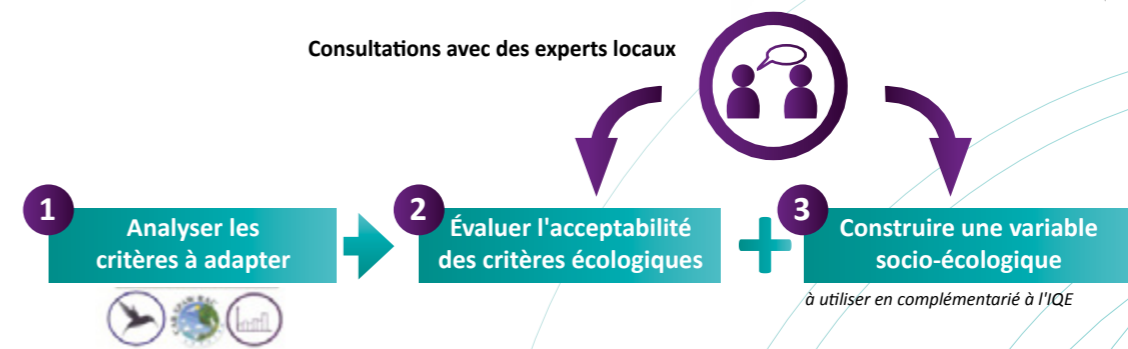 Consultations avec des experts locaux
1
Analyser les
critères à adapter
2
Évaluer l'acceptabilité
des critères écologiques
3
Construire une variable
socio-écologique
à utiliser en complémentarié à l'IQE